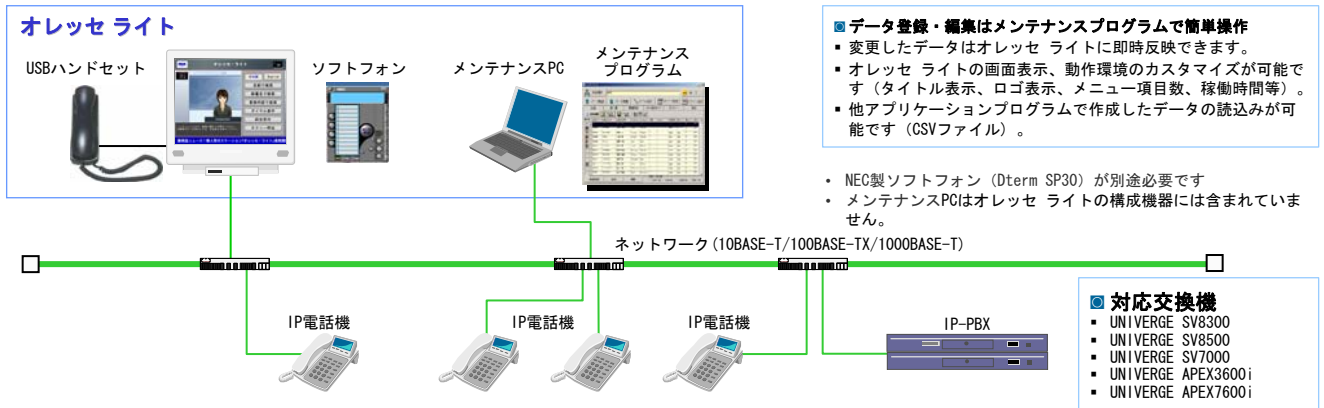 オレッセ ライト
USBハンドセット
ソフトフォン
メンテナンスPC
メンテナンス
プログラム
データ登録・編集はメンテナンスプログラムで簡単操作
▪ 変更したデータはオレッセ ライトに即時反映できます。
▪ オレッセ ライトの画面表示、動作環境のカスタマイズが可能で
す（タイトル表示、ロゴ表示、メニュー項目数、稼働時間等）。
▪ 他アプリケーションプログラムで作成したデータの読込みが可
能です（CSVファイル）。
• NEC製ソフトフォン（Dterm SP30）が別途必要です
• メンテナンスPCはオレッセ ライトの構成機器には含まれていま
せん。
ネットワーク(10BASE-T/100BASE-TX/1000BASE-T)
IP電話機
IP電話機
IP電話機
IP-PBX
対応交換機
▪ UNIVERGE SV8300
▪ UNIVERGE SV8500
▪ UNIVERGE SV7000
▪ UNIVERGE APEX3600i
▪ UNIVERGE APEX7600i